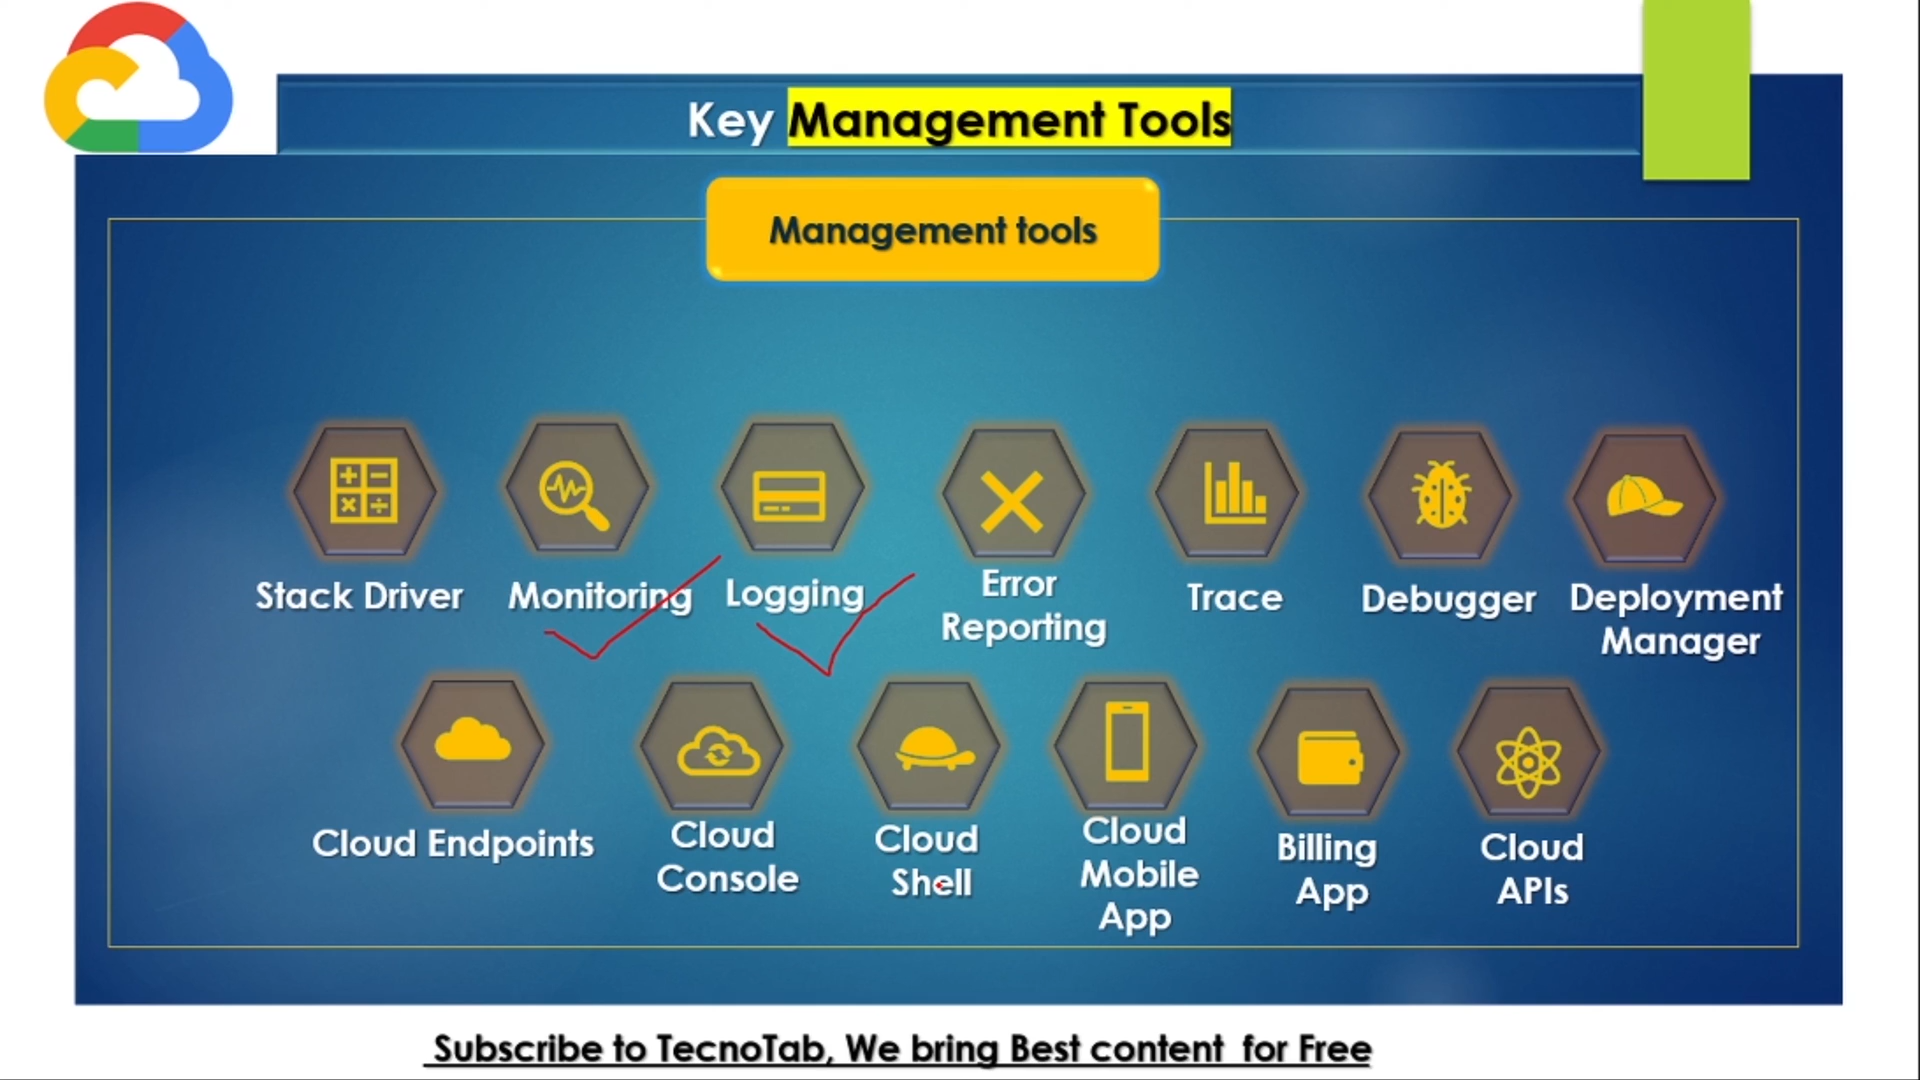 Key Management Tools
Management tools
Stack Driver
Monitoring
Logging
Error
Reporting
Trace
Debugger
Deployment
Manager
Cloud Endpoints
Cloud
Console
Cloud
Shell
Cloud
Mobile
App
Billing
App
Cloud
APIs
Subscribe to TecnoTab, We bring Best content for Free